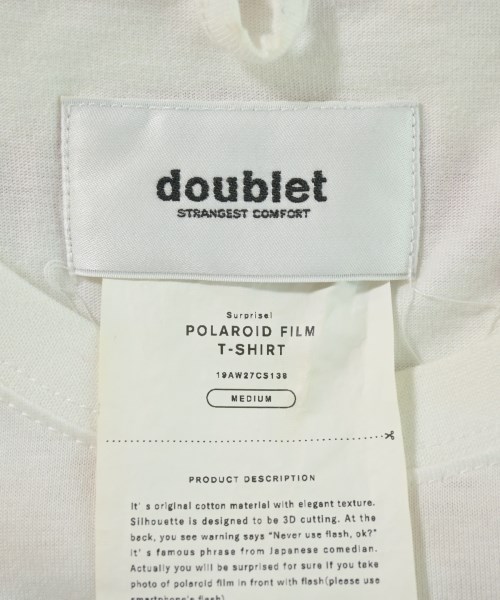 doublet
STRANGEST COMFORT
Surprise!
POLAROID FILM
T-SHIRT
19AW27CS138
MEDIUM
PRODUCT DESCRIPTION
It's original cotton material with elegant texture.
Silhouette is designed to be 3D cutting. At the
back, you see warning says "Never use flash, ok?"
it's famous phrase from Japanese comedian.
Actually you will be surprised for sure if you take
photo of polaroid film in front with flash(please use
smartphone's flash)